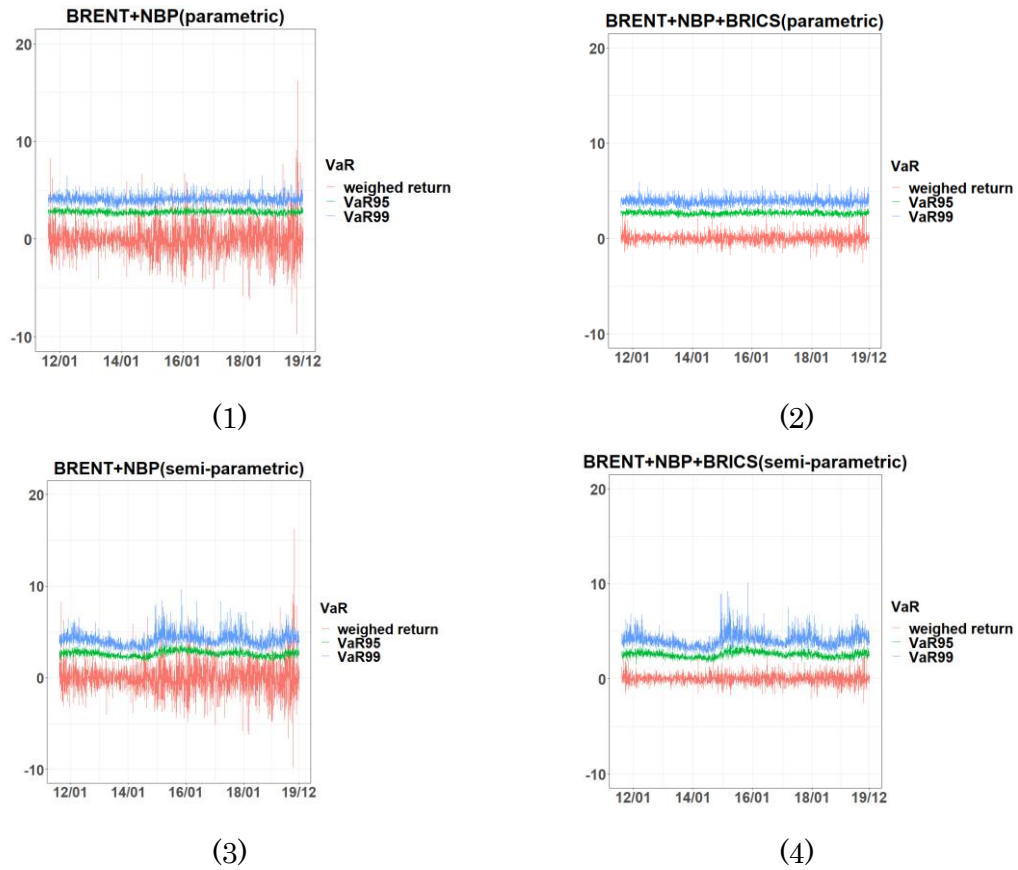 BRENT+NBP(parametric)
20
10
0
-10
12/01 14/01 16/01 18/01 19/12
VaR
weighed return
VaR95
VaR99
(1)
BRENT+NBP+BRICS(parametric)
20
10
0
-10
12/01 14/01 16/01 18/01 19/12
VaR
weighed return
VaR95
VaR99
(2)
BRENT+NBP(semi-parametric)
20
10
0
-10
12/01 14/01 16/01 18/01 19/12
VaR
weighed return
VaR95
VaR99
(3)
BRENT+NBP+BRICS(semi-parametric)
20
10
0
-10
12/01 14/01 16/01 18/01 19/12
VaR
weighed return
VaR95
VaR99
(4)